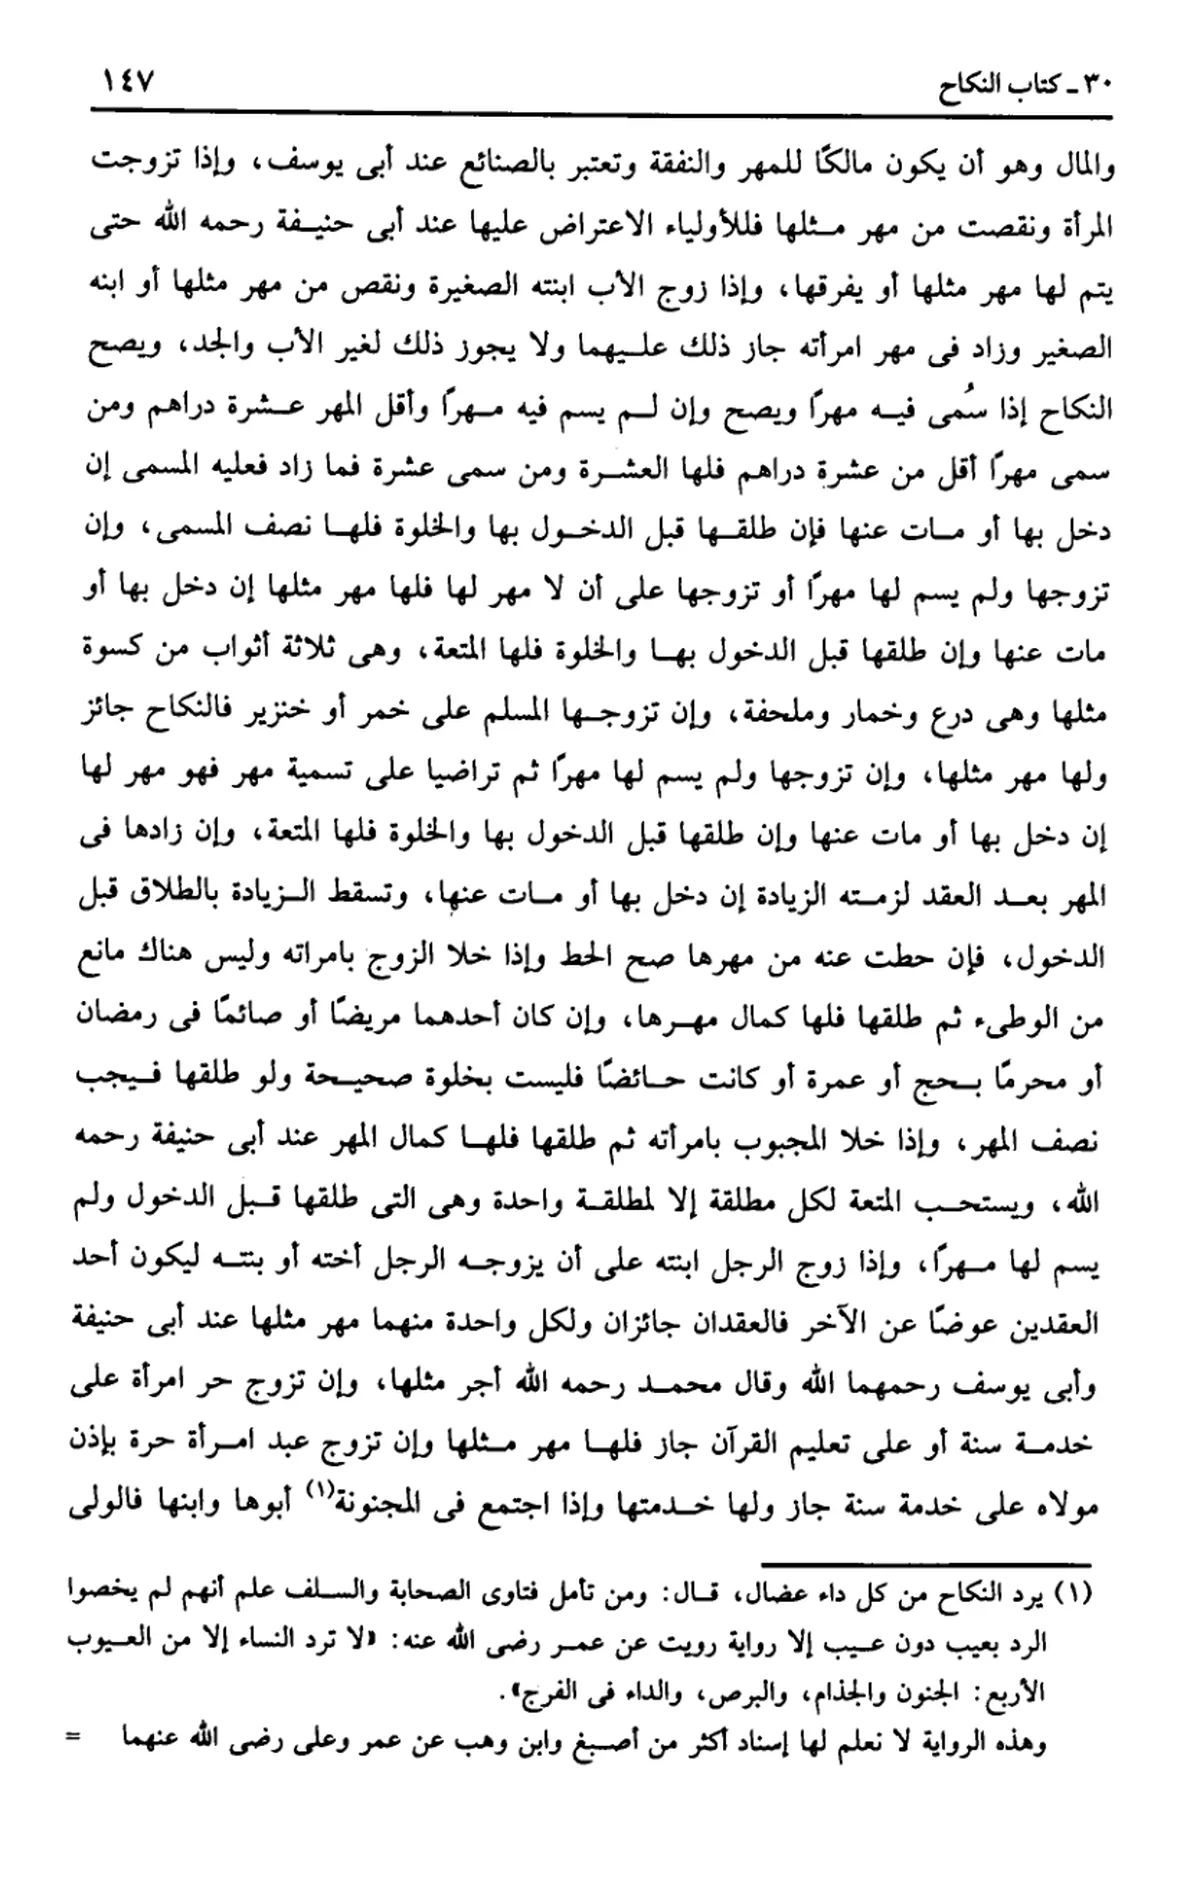 ٣٠ ـ كتاب النكاح ١٤٧
والمال وهو أن يكون مالكًا للمهر والنفقة وتعتبر بالصنائع عند أبى يوسف، وإذا تزوجت
المرأة ونقصت من مهر مثلها فللأولياء الاعتراض عليها عند أبى حنيفة رحمه الله حتى
يتم لها مهر مثلها أو يفرقها، وإذا زوج الأب ابنته الصغيرة ونقص من مهر مثلها أو ابنه
الصغير وزاد فى مهر امرأته جاز ذلك عليهما ولا يجوز ذلك لغير الأب والجد، ويصح
النكاح إذا سُمى فيه مهرًا ويصح وإن لم يسم فيه مهرًا وأقل المهر عشرة دراهم ومن
سمى مهرًا أقل من عشرة دراهم فلها العشرة ومن سمى عشرة فما زاد فعليه المسمى إن
دخل بها أو مات عنها فإن طلقها قبل الدخول بها والخلوة فلها نصف المسمى، وإن
تزوجها ولم يسم لها مهرًا أو تزوجها على أن لا مهر لها فلها مهر مثلها إن دخل بها أو
مات عنها وإن طلقها قبل الدخول بها والخلوة فلها المتعة، وهى ثلاثة أثواب من كسوة
مثلها وهى درع وخمار وملحفة، وإن تزوجها المسلم على خمر أو خنزير فالنكاح جائز
ولها مهر مثلها، وإن تزوجها ولم يسم لها مهرًا ثم تراضيا على تسمية مهر فهو مهر لها
إن دخل بها أو مات عنها وإن طلقها قبل الدخول بها والخلوة فلها المتعة، وإن زادها فى
المهر بعد العقد لزمته الزيادة إن دخل بها أو مات عنها، وتسقط الزيادة بالطلاق قبل
الدخول، فإن حطت عنه من مهرها صح الحط وإذا خلا الزوج بامراته وليس هناك مانع
من الوطىء ثم طلقها فلها كمال مهرها، وإن كان أحدهما مريضًا أو صائمًا فى رمضان
أو محرمًا بحج أو عمرة أو كانت حائضًا فليست بخلوة صحيحة ولو طلقها فيجب
نصف المهر، وإذا خلا المجبوب بامرأته ثم طلقها فلها كمال المهر عند أبى حنيفة رحمه
الله، ويستحب المتعة لكل مطلقة إلا لمطلقة واحدة وهى التى طلقها قبل الدخول ولم
يسم لها مهرًا، وإذا زوج الرجل ابنته على أن يزوجه الرجل أخته أو بنته ليكون أحد
العقدين عوضًا عن الآخر فالعقدان جائزان ولكل واحدة منهما مهر مثلها عند أبى حنيفة
وأبى يوسف رحمهما الله وقال محمد رحمه الله أجر مثلها، وإن تزوج حر امرأة على
خدمة سنة أو على تعليم القرآن جاز فلها مهر مثلها وإن تزوج عبد امرأة حرة بإذن
مولاه على خدمة سنة جاز ولها خدمتها وإذا اجتمع فى المجنونة(١) أبوها وابنها فالولى
(١) يرد النكاح من كل داء عضال، قال: ومن تأمل فتاوى الصحابة والسلف علم أنهم لم يخصوا
الرد بعيب دون عيب إلا رواية رويت عن عمر رضى الله عنه: «لا ترد النساء إلا من العيوب
الأربع: الجنون والجذام، والبرص، والداء فى الفرج».
وهذه الرواية لا نعلم لها إسناد أكثر من أصبغ وابن وهب عن عمر وعلى رضى الله عنهما =